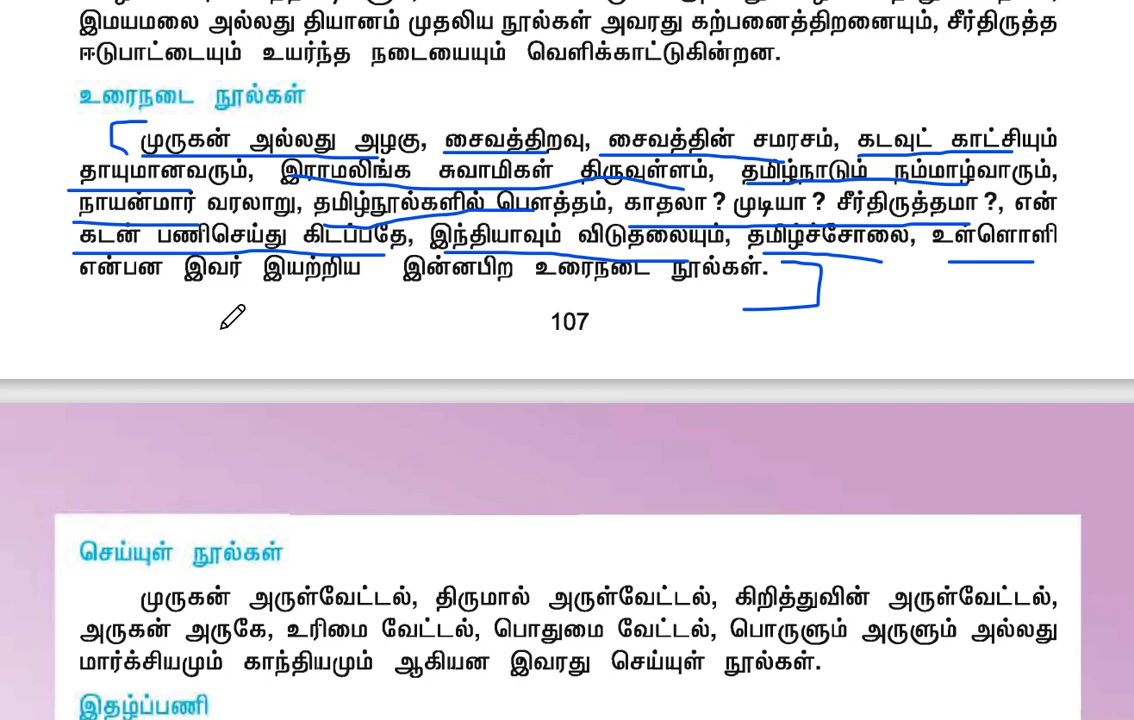 இமயமலை அல்லது தியானம் முதலிய நூல்கள் அவரது கற்பனைத்திறனையும், சீர்திருத்த
ஈடுபாட்டையும் உயர்ந்த நடையையும் வெளிக்காட்டுகின்றன.
உரைநடை நூல்கள்
முருகன் அல்லது அழகு, சைவத்திறவு, சைவத்தின் சமரசம், கடவுட் காட்சியும்
தாயுமானவரும், இராமலிங்க சுவாமிகள் திருவுள்ளம், தமிழ்நாடும் நம்மாழ்வாரும்,
நாயன்மார் வரலாறு, தமிழ்நூல்களில் பௌத்தம், காதலா ? முடியா ? சீர்திருத்தமா ?, என்
கடன் பணிசெய்து கிடப்பதே, இந்தியாவும் விடுதலையும், தமிழ்ச்சோலை, உள்ளொளி
என்பன இவர் இயற்றிய இன்னபிற உரைநடை நூல்கள்.
107
செய்யுள் நூல்கள்
முருகன் அருள்வேட்டல், திருமால் அருள்வேட்டல், கிறித்துவின் அருள்வேட்டல்,
அருகன் அருகே, உரிமை வேட்டல், பொதுமை வேட்டல், பொருளும் அருளும் அல்லது
மார்க்சியமும் காந்தியமும் ஆகியன இவரது செய்யுள் நூல்கள்.
இதழ்ப்பணி